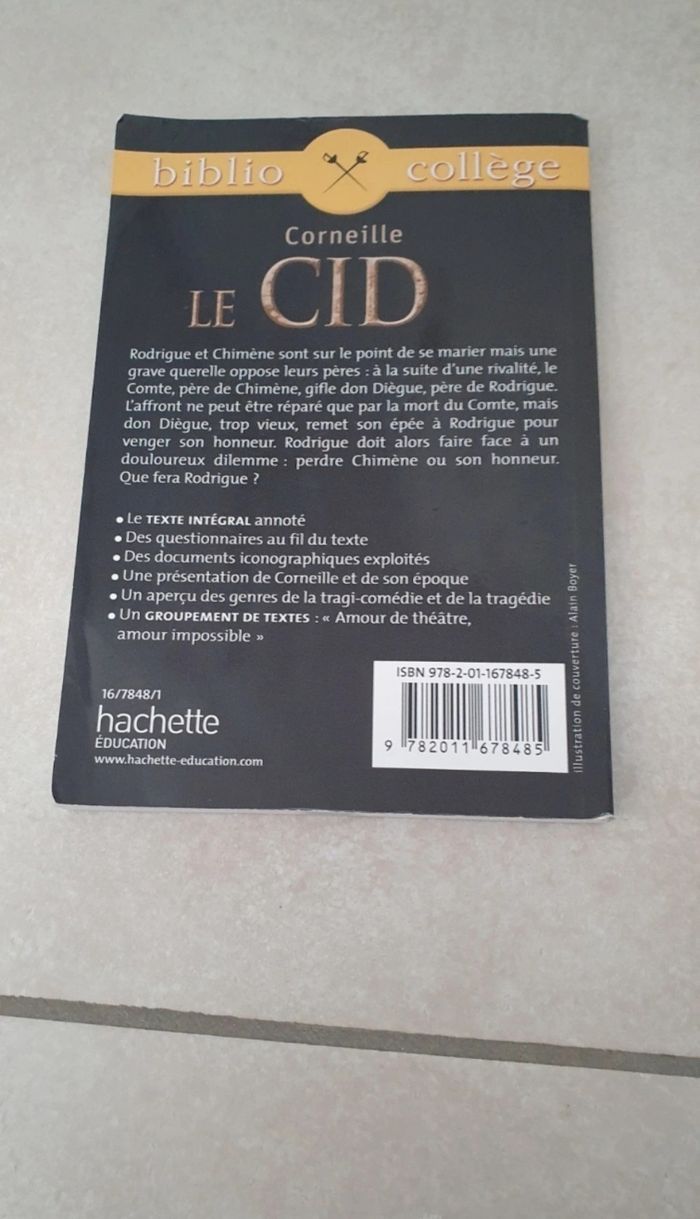 biblio collège
Corneille
LE CID
Rodrigue et Chimène sont sur le point de se marier mais une
grave querelle oppose leurs pères : à la suite d'une rivalité, le
Comte, père de Chimène, gifle don Diègue, père de Rodrigue.
L'affront ne peut être réparé que par la mort du Comte, mais
don Diègue, trop vieux, remet son épée à Rodrigue pour
venger son honneur. Rodrigue doit alors faire face à un
douloureux dilemme : perdre Chimène ou son honneur.
Que fera Rodrigue ?
• Le TEXTE INTÉGRAL annoté
• Des questionnaires au fil du texte
• Des documents iconographiques exploités
• Une présentation de Corneille et de son époque
• Un aperçu des genres de la tragi-comédie et de la tragédie
• Un GROUPEMENT DE TEXTES : « Amour de théâtre,
amour impossible »
Illustration de couverture : Alain Boyer
ISBN 978-2-01-167848-5
9 782011 678485
16/7848/1
hachette
ÉDUCATION
www.hachette-education.com